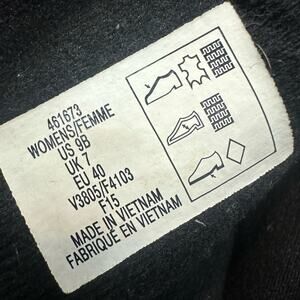 461673
WOMENS/FEMME
US 9B
UK 7
EU 40
V3805/F4103
F15
MADE IN VIETNAM
FABRIQUE EN VIETNAM